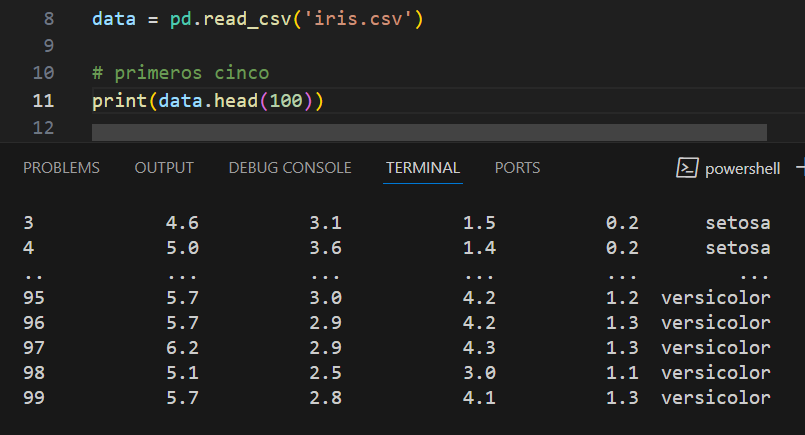 8 data = pd.read_csv('iris.csv')
9
10 # primeros cinco
11 print(data.head(100))
12
PROBLEMS OUTPUT DEBUG CONSOLE TERMINAL PORTS powershell
3 4.6 3.1 1.5 0.2 setosa
4 5.0 3.6 1.4 0.2 setosa
.. ... ... ... ... ...
95 5.7 3.0 4.2 1.2 versicolor
96 5.7 2.9 4.2 1.3 versicolor
97 6.2 2.9 4.3 1.3 versicolor
98 5.1 2.5 3.0 1.1 versicolor
99 5.7 2.8 4.1 1.3 versicolor